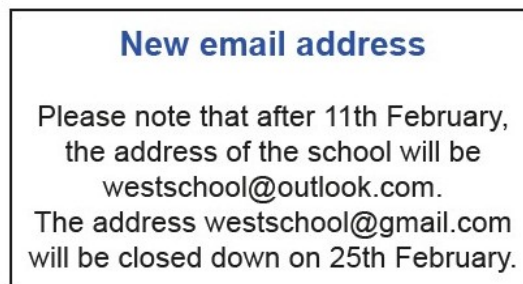 New email address
Please note that after 11th February,
the address of the school will be
westschool@outlook.com.
The address westschool@gmail.com
will be closed down on 25th February.